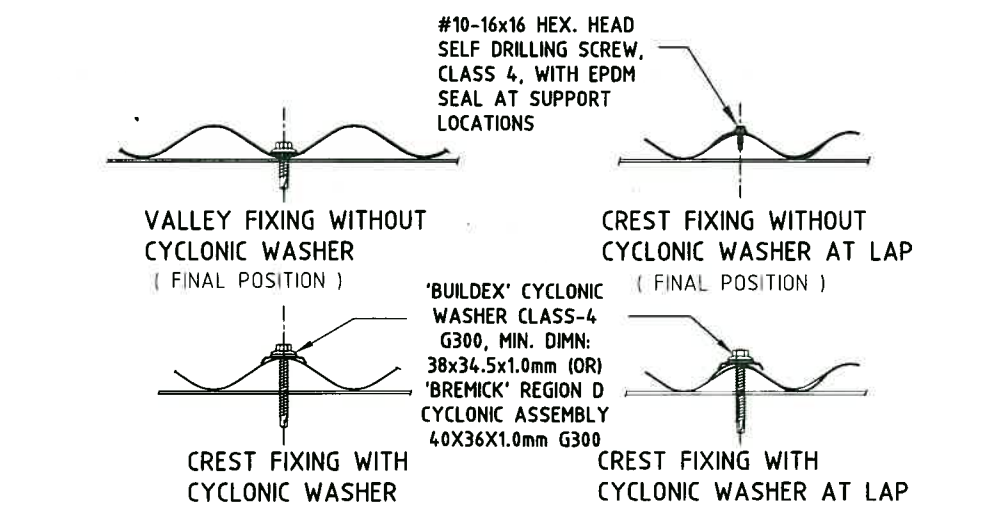 #10-16x16 HEX. HEAD
SELF DRILLING SCREW,
CLASS 4, WITH EPDM
SEAL AT SUPPORT
LOCATIONS
VALLEY FIXING WITHOUT
CYCLONIC WASHER
( FINAL POSITION )
CREST FIXING WITHOUT
CYCLONIC WASHER AT LAP
( FINAL POSITION )
'BUILDEX' CYCLONIC
WASHER CLASS-4
G300, MIN. DIMN:
38x34.5x1.0mm (OR)
'BREMICK' REGION D
CYCLONIC ASSEMBLY
40X36X1.0mm G300
CREST FIXING WITH
CYCLONIC WASHER
CREST FIXING WITH
CYCLONIC WASHER AT LAP